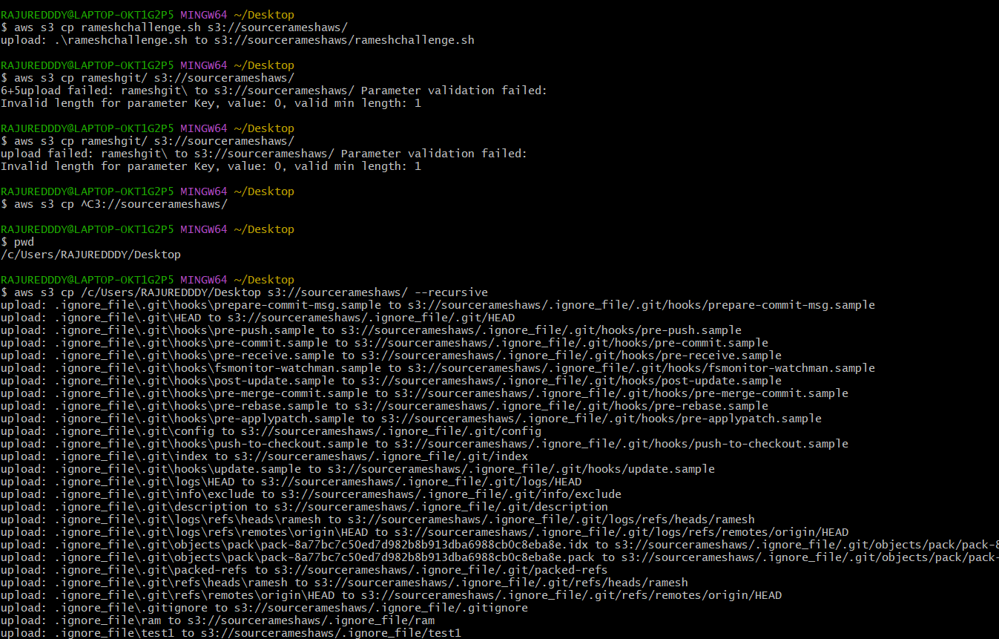 RAJUREDDDY@LAPTOP-OKT1G2P5 MINGW64 ~/Desktop
$ aws s3 cp rameshchallenge.sh s3://sourcerameshaws/
upload: .\rameshchallenge.sh to s3://sourcerameshaws/rameshchallenge.sh
RAJUREDDDY@LAPTOP-OKT1G2P5 MINGW64 ~/Desktop
$ aws s3 cp rameshgit/ s3://sourcerameshaws/
6+5upload failed: rameshgit\ to s3://sourcerameshaws/ Parameter validation failed:
Invalid length for parameter Key, value: 0, valid min length: 1
RAJUREDDDY@LAPTOP-OKT1G2P5 MINGW64 ~/Desktop
$ aws s3 cp rameshgit/ s3://sourcerameshaws/
upload failed: rameshgit\ to s3://sourcerameshaws/ Parameter validation failed:
Invalid length for parameter Key, value: 0, valid min length: 1
RAJUREDDDY@LAPTOP-OKT1G2P5 MINGW64 ~/Desktop
$ aws s3 cp ^C3://sourcerameshaws/
RAJUREDDDY@LAPTOP-OKT1G2P5 MINGW64 ~/Desktop
$ pwd
/c/Users/RAJUREDDDY/Desktop
RAJUREDDDY@LAPTOP-OKT1G2P5 MINGW64 ~/Desktop
$ aws s3 cp /c/Users/RAJUREDDDY/Desktop s3://sourcerameshaws/ --recursive
upload: .ignore_file\.git\hooks\prepare-commit-msg.sample to s3://sourcerameshaws/.ignore_file/.git/hooks/prepare-commit-msg.sample
upload: .ignore_file\.git\HEAD to s3://sourcerameshaws/.ignore_file/.git/HEAD
upload: .ignore_file\.git\hooks\pre-push.sample to s3://sourcerameshaws/.ignore_file/.git/hooks/pre-push.sample
upload: .ignore_file\.git\hooks\pre-commit.sample to s3://sourcerameshaws/.ignore_file/.git/hooks/pre-commit.sample
upload: .ignore_file\.git\hooks\pre-receive.sample to s3://sourcerameshaws/.ignore_file/.git/hooks/pre-receive.sample
upload: .ignore_file\.git\hooks\fsmonitor-watchman.sample to s3://sourcerameshaws/.ignore_file/.git/hooks/fsmonitor-watchman.sample
upload: .ignore_file\.git\hooks\post-update.sample to s3://sourcerameshaws/.ignore_file/.git/hooks/post-update.sample
upload: .ignore_file\.git\hooks\pre-merge-commit.sample to s3://sourcerameshaws/.ignore_file/.git/hooks/pre-merge-commit.sample
upload: .ignore_file\.git\hooks\pre-rebase.sample to s3://sourcerameshaws/.ignore_file/.git/hooks/pre-rebase.sample
upload: .ignore_file\.git\hooks\pre-applypatch.sample to s3://sourcerameshaws/.ignore_file/.git/hooks/pre-applypatch.sample
upload: .ignore_file\.git\config to s3://sourcerameshaws/.ignore_file/.git/config
upload: .ignore_file\.git\hooks\push-to-checkout.sample to s3://sourcerameshaws/.ignore_file/.git/hooks/push-to-checkout.sample
upload: .ignore_file\.git\index to s3://sourcerameshaws/.ignore_file/.git/index
upload: .ignore_file\.git\hooks\update.sample to s3://sourcerameshaws/.ignore_file/.git/hooks/update.sample
upload: .ignore_file\.git\logs\HEAD to s3://sourcerameshaws/.ignore_file/.git/logs/HEAD
upload: .ignore_file\.git\info\exclude to s3://sourcerameshaws/.ignore_file/.git/info/exclude
upload: .ignore_file\.git\description to s3://sourcerameshaws/.ignore_file/.git/description
upload: .ignore_file\.git\logs\refs\heads\ramesh to s3://sourcerameshaws/.ignore_file/.git/logs/refs/heads/ramesh
upload: .ignore_file\.git\logs\refs\remotes\origin\HEAD to s3://sourcerameshaws/.ignore_file/.git/logs/refs/remotes/origin/HEAD
upload: .ignore_file\.git\objects\pack\pack-8a77bc7c50ed7d982b8b913dba6988cb0c8eba8e.idx to s3://sourcerameshaws/.ignore_file/.git/objects/pack/pack-8
upload: .ignore_file\.git\objects\pack\pack-8a77bc7c50ed7d982b8b913dba6988cb0c8eba8e.pack to s3://sourcerameshaws/.ignore_file/.git/objects/pack/pack-
upload: .ignore_file\.git\packed-refs to s3://sourcerameshaws/.ignore_file/.git/packed-refs
upload: .ignore_file\.git\refs\heads\ramesh to s3://sourcerameshaws/.ignore_file/.git/refs/heads/ramesh
upload: .ignore_file\.git\refs\remotes\origin\HEAD to s3://sourcerameshaws/.ignore_file/.git/refs/remotes/origin/HEAD
upload: .ignore_file\.gitignore to s3://sourcerameshaws/.ignore_file/.gitignore
upload: .ignore_file\ram to s3://sourcerameshaws/.ignore_file/ram
upload: .ignore_file\test1 to s3://sourcerameshaws/.ignore_file/test1